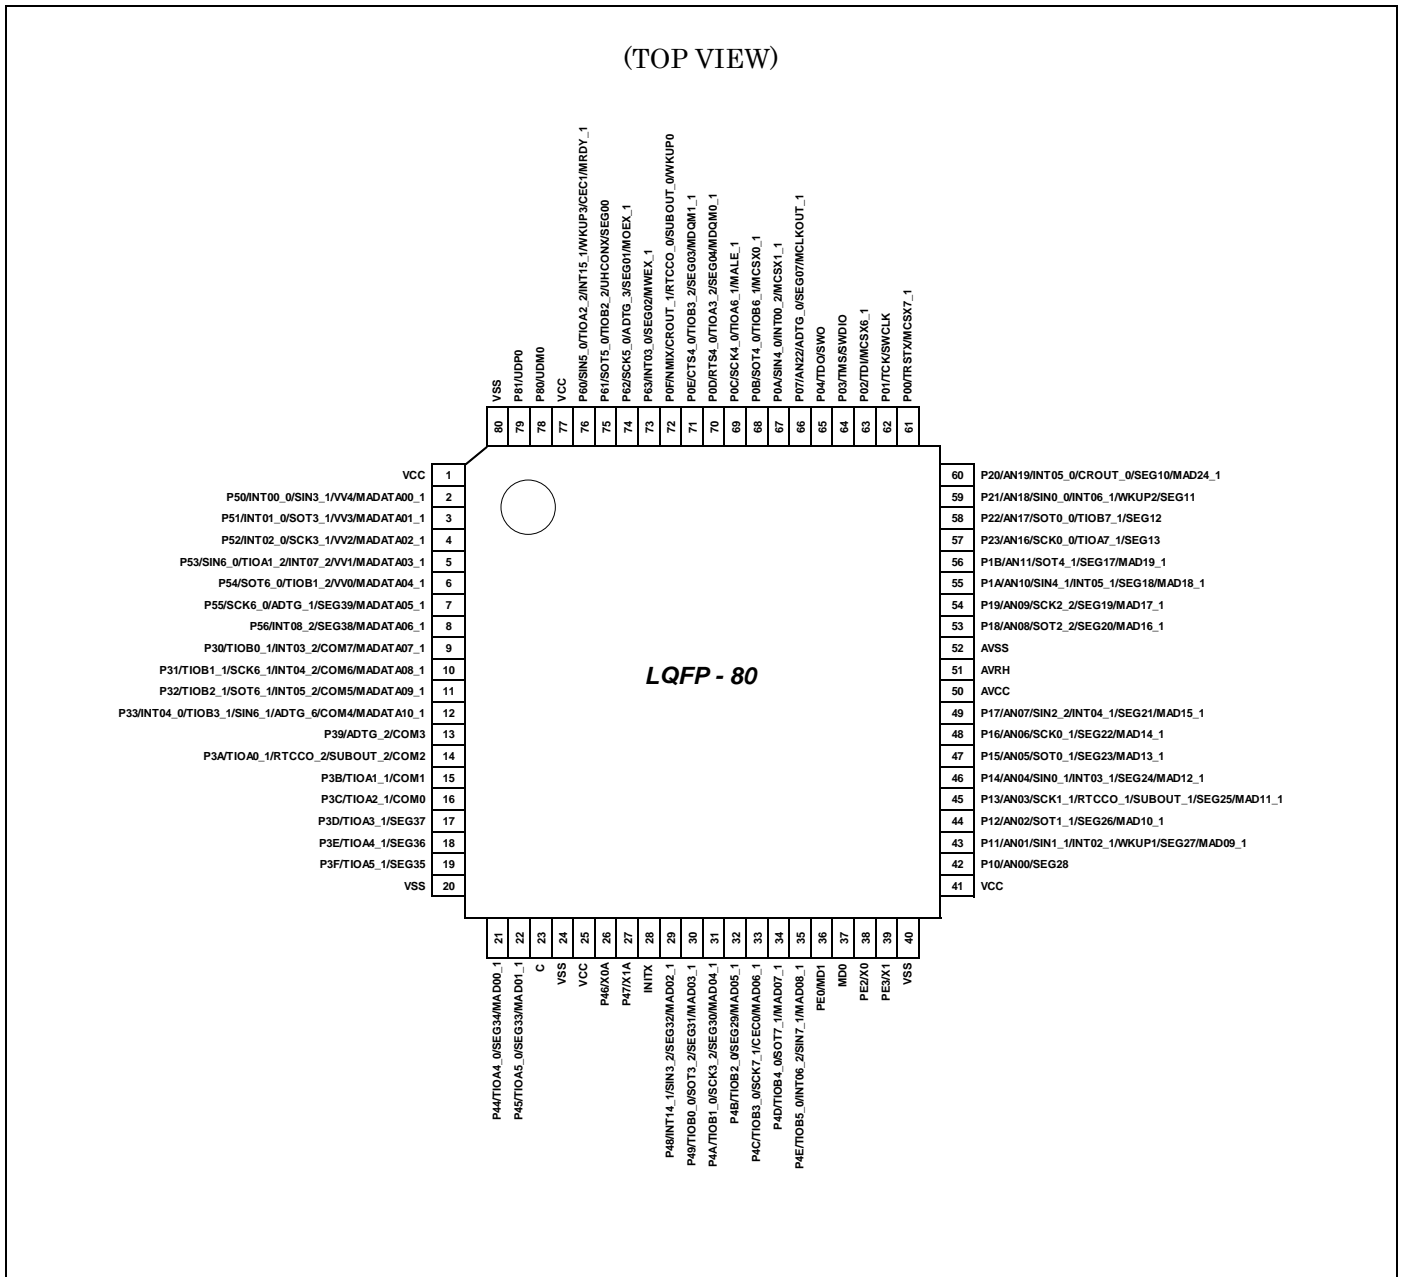 (TOP VIEW)
VSS
P81/UDP0
P80/UDM0
VCC
P60/SIN5_0/TIOA2_2/INT15_1/WKUP3/CEC1/MRDY_1
P61/SOT5_0/TIOB2_2/UHCONX/SEG00
P62/SCK5_0/ADTG_3/SEG01/MOEX_1
P63/INT03_0/SEG02/MWEX_1
P0F/NMIX/CROUT_1/RTCCO_0/SUBOUT_0/WKUP0
P0E/CTS4_0/TIOB3_2/SEG03/MDQM1_1
P0D/RTS4_0/TIOA3_2/SEG04/MDQM0_1
P0C/SCK4_0/TIOA6_1/MALE_1
P0B/SOT4_0/TIOB6_1/MCSX0_1
P0A/SIN4_0/INT00_2/MCSX1_1
P07/AN22/ADTG_0/SEG07/MCLKOUT_1
P04/TDO/SWO
P03/TMS/SWDIO
P02/TDI/MCSX6_1
P01/TCK/SWCLK
P00/TRSTX/MCSX7_1
80 79 78 77 76 75 74 73 72 71 70 69 68 67 66 65 64 63 62 61
VCC 1
P50/INT00_0/SIN3_1/VV4/MADATA00_1 2
P51/INT01_0/SOT3_1/VV3/MADATA01_1 3
P52/INT02_0/SCK3_1/VV2/MADATA02_1 4
P53/SIN6_0/TIOA1_2/INT07_2/VV1/MADATA03_1 5
P54/SOT6_0/TIOB1_2/VV0/MADATA04_1 6
P55/SCK6_0/ADTG_1/SEG39/MADATA05_1 7
P56/INT08_2/SEG38/MADATA06_1 8
P30/TIOB0_1/INT03_2/COM7/MADATA07_1 9
P31/TIOB1_1/SCK6_1/INT04_2/COM6/MADATA08_1 10
P32/TIOB2_1/SOT6_1/INT05_2/COM5/MADATA09_1 11
P33/INT04_0/TIOB3_1/SIN6_1/ADTG_6/COM4/MADATA10_1 12
P39/ADTG_2/COM3 13
P3A/TIOA0_1/RTCCO_2/SUBOUT_2/COM2 14
P3B/TIOA1_1/COM1 15
P3C/TIOA2_1/COM0 16
P3D/TIOA3_1/SEG37 17
P3E/TIOA4_1/SEG36 18
P3F/TIOA5_1/SEG35 19
VSS 20
LQFP - 80
60 P20/AN19/INT05_0/CROUT_0/SEG10/MAD24_1
59 P21/AN18/SIN0_0/INT06_1/WKUP2/SEG11
58 P22/AN17/SOT0_0/TIOB7_1/SEG12
57 P23/AN16/SCK0_0/TIOA7_1/SEG13
56 P1B/AN11/SOT4_1/SEG17/MAD19_1
55 P1A/AN10/SIN4_1/INT05_1/SEG18/MAD18_1
54 P19/AN09/SCK2_2/SEG19/MAD17_1
53 P18/AN08/SOT2_2/SEG20/MAD16_1
52 AVSS
51 AVRH
50 AVCC
49 P17/AN07/SIN2_2/INT04_1/SEG21/MAD15_1
48 P16/AN06/SCK0_1/SEG22/MAD14_1
47 P15/AN05/SOT0_1/SEG23/MAD13_1
46 P14/AN04/SIN0_1/INT03_1/SEG24/MAD12_1
45 P13/AN03/SCK1_1/RTCCO_1/SUBOUT_1/SEG25/MAD11_1
44 P12/AN02/SOT1_1/SEG26/MAD10_1
43 P11/AN01/SIN1_1/INT02_1/WKUP1/SEG27/MAD09_1
42 P10/AN00/SEG28
41 VCC
21 22 23 24 25 26 27 28 29 30 31 32 33 34 35 36 37 38 39 40
P44/TIOA4_0/SEG34/MAD00_1
P45/TIOA5_0/SEG33/MAD01_1
C
VSS
VCC
P46/X0A
P47/X1A
INITX
P48/INT14_1/SIN3_2/SEG32/MAD02_1
P49/TIOB0_0/SOT3_2/SEG31/MAD03_1
P4A/TIOB1_0/SCK3_2/SEG30/MAD04_1
P4B/TIOB2_0/SEG29/MAD05_1
P4C/TIOB3_0/SCK7_1/CEC0/MAD06_1
P4D/TIOB4_0/SOT7_1/MAD07_1
P4E/TIOB5_0/INT06_2/SIN7_1/MAD08_1
PE0/MD1
MD0
PE2/X0
PE3/X1
VSS